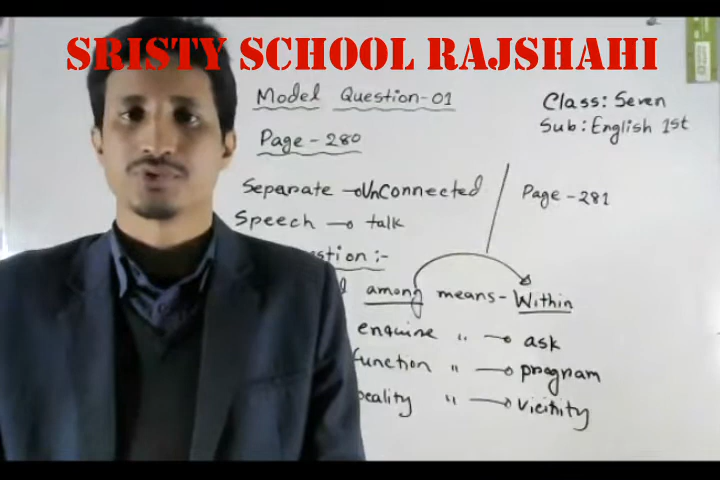 SRISTY SCHOOL RAJSHAHI
Model Question-01
Class: Seven
Sub: English 1st
Page - 280
Separate → UnConnected
Page - 281
Speech → talk
stion :-
among means - Within
enquire " → ask
function " → program
" → vicinity